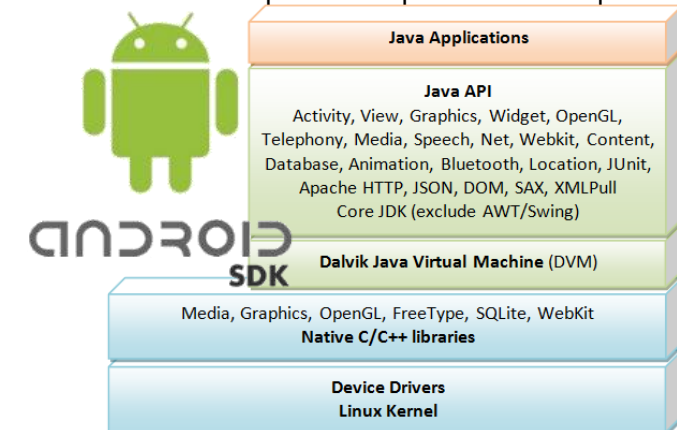 Java Applications
Java API
Activity, View, Graphics, Widget, OpenGL,
Telephony, Media, Speech, Net, Webkit, Content,
Database, Animation, Bluetooth, Location, JUnit,
Apache HTTP, JSON, DOM, SAX, XMLPull
Core JDK (exclude AWT/Swing)
ANDROID
SDK
Dalvik Java Virtual Machine (DVM)
Media, Graphics, OpenGL, FreeType, SQLite, WebKit
Native C/C++ libraries
Device Drivers
Linux Kernel